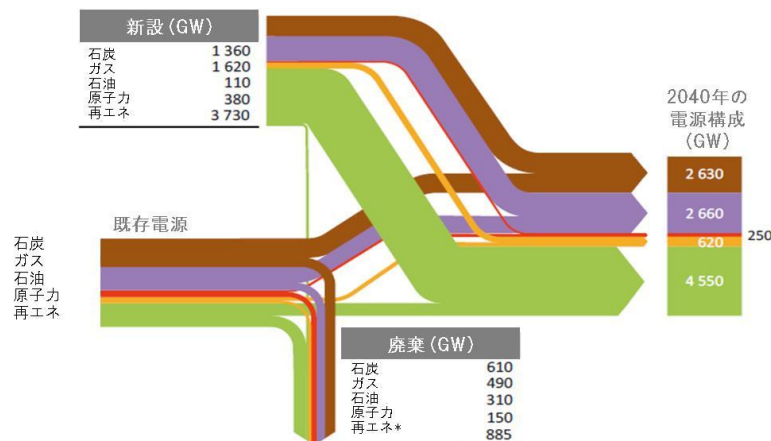 新設(GW)
石炭 1 360
ガス 1 620
石油 110
原子力 380
再エネ 3 730
2040年の
電源構成
(GW)
2 630
2 660
250
620
4 550
既存電源
石炭
ガス
石油
原子力
再エネ
廃棄(GW)
石炭 610
ガス 490
石油 310
原子力 150
再エネ* 885